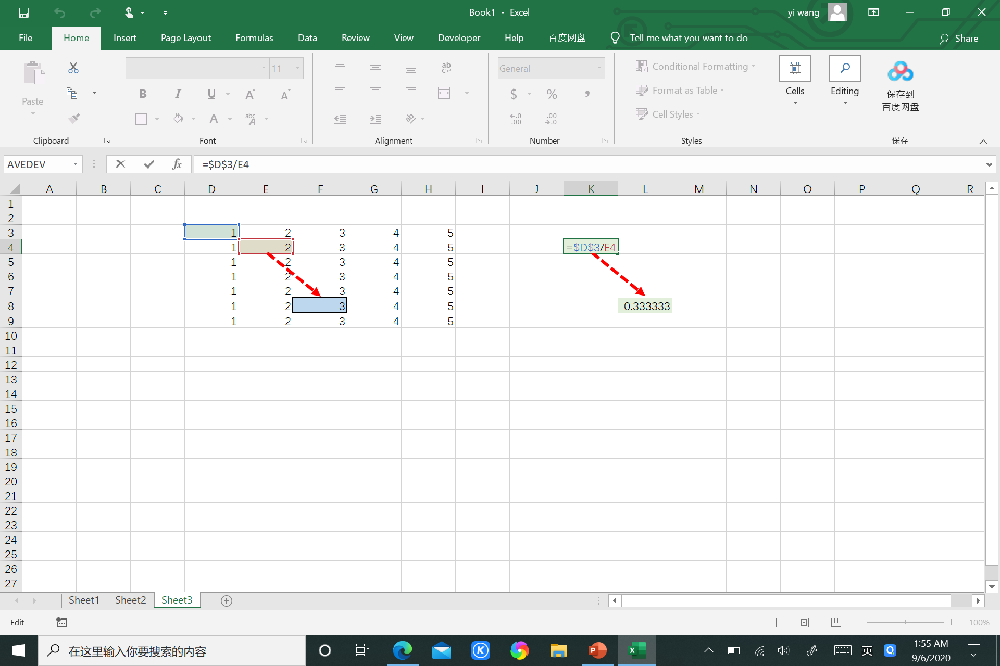 Book1 - Excel
yi wang
File Home Insert Page Layout Formulas Data Review View Developer Help 百度网盘 Tell me what you want to do Share
Paste
Clipboard
11
B I U A A
A abc A
Font
ab
c
Alignment
General
$ % ,
.0 .00
.00 .0
Number
Conditional Formatting
Format as Table
Cell Styles
Styles
Cells
Editing
保存到
百度网盘
保存
AVEDEV fx =$D$3/E4
A B C D E F G H I J K L M N O P Q R
1
2
3 1 2 3 4 5
4 1 2 3 4 5 =$D$3/E4
5 1 2 3 4 5
6 1 2 3 4 5
7 1 2 3 4 5
8 1 2 3 4 5 0.333333
9 1 2 3 4 5
10
11
12
13
14
15
16
17
18
19
20
21
22
23
24
25
26
27
Sheet1 Sheet2 Sheet3
Edit 100%
在这里输入你要搜索的内容
K P X 英 Q
1:55 AM
9/6/2020